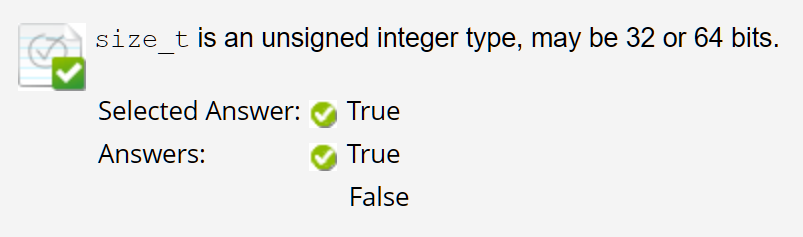 size_t is an unsigned integer type, may be 32 or 64 bits.
Selected Answer: True
Answers: True
False